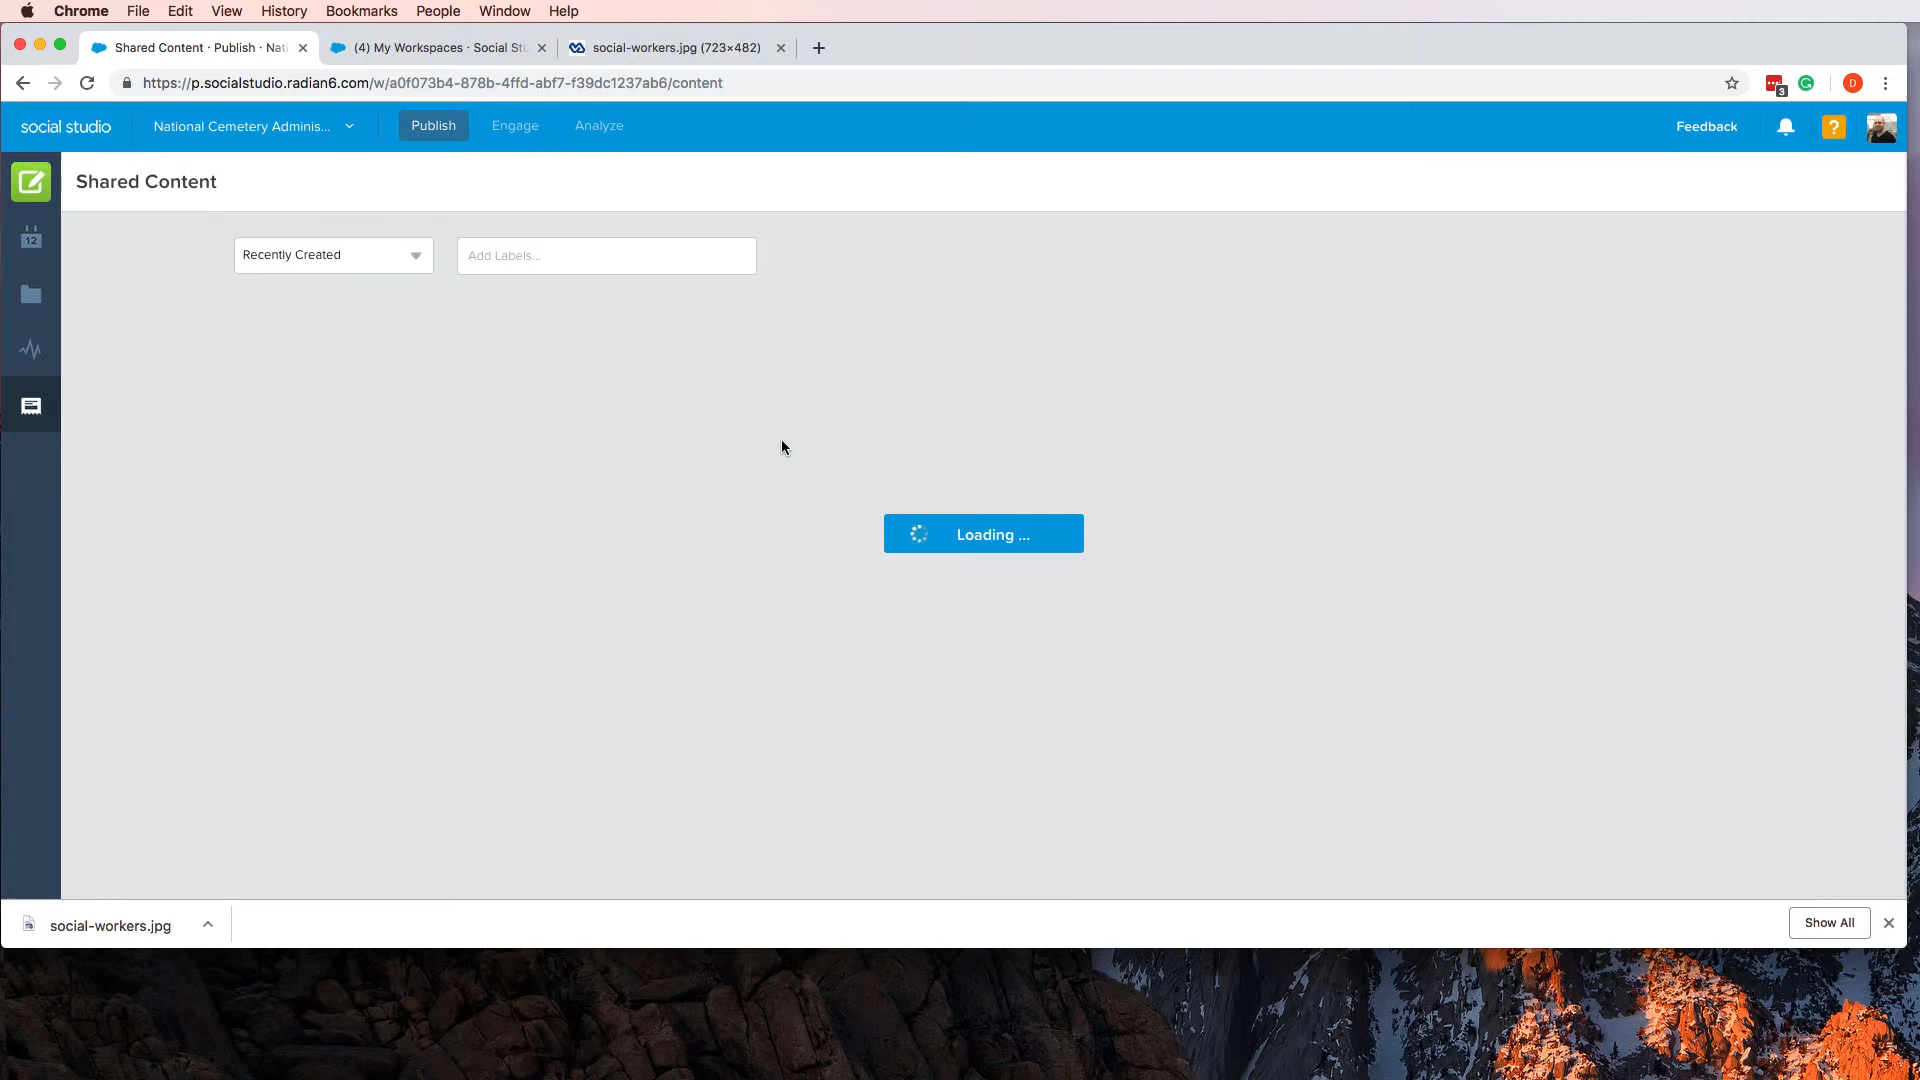 Chrome File Edit View History Bookmarks People Window Help
Shared Content · Publish · Nati
(4) My Workspaces · Social Stu
social-workers.jpg (723×482)
https://p.socialstudio.radian6.com/w/a0f073b4-878b-4ffd-abf7-f39dc1237ab6/content
3
D
social studio
National Cemetery Adminis...
Publish
Engage
Analyze
Feedback
?
Shared Content
12
Recently Created
Add Labels...
Loading ...
social-workers.jpg
Show All